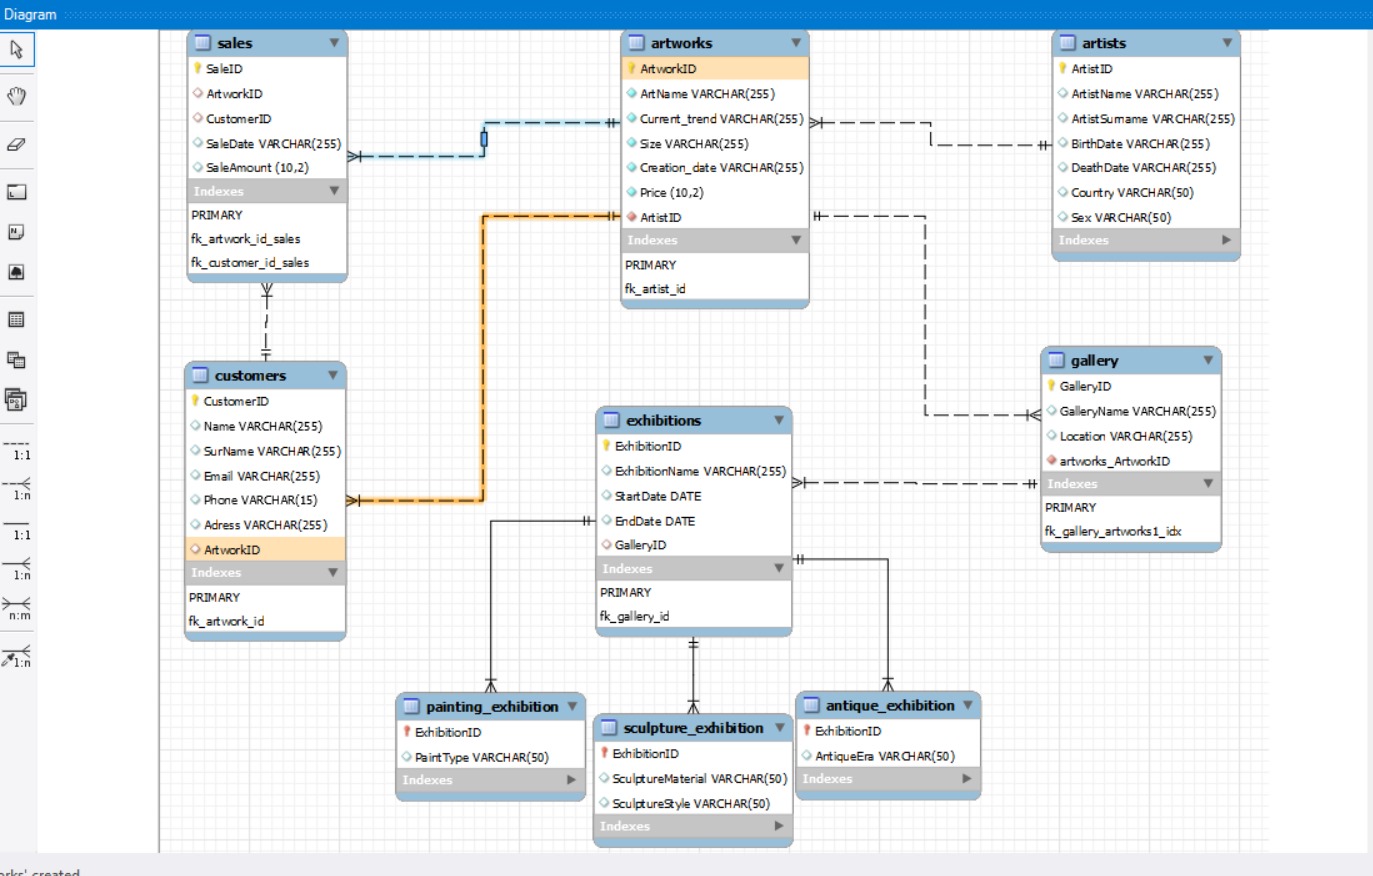 Diagram
sales
SaleID
ArtworkID
CustomerID
SaleDate VARCHAR(255)
SaleAmount (10,2)
Indexes
PRIMARY
fk_artwork_id_sales
fk_customer_id_sales
artworks
ArtworkID
ArtName VARCHAR(255)
Current_trend VARCHAR(255)
Size VARCHAR(255)
Creation_date VARCHAR(255)
Price (10,2)
ArtistID
Indexes
PRIMARY
fk_artist_id
artists
ArtistID
ArtistName VARCHAR(255)
ArtistSurname VARCHAR(255)
BirthDate VARCHAR(255)
DeathDate VARCHAR(255)
Country VARCHAR(50)
Sex VARCHAR(50)
Indexes
customers
CustomerID
Name VARCHAR(255)
SurName VARCHAR(255)
Email VARCHAR(255)
Phone VARCHAR(15)
Adress VARCHAR(255)
ArtworkID
Indexes
PRIMARY
fk_artwork_id
exhibitions
ExhibitionID
ExhibitionName VARCHAR(255)
StartDate DATE
EndDate DATE
GalleryID
Indexes
PRIMARY
fk_gallery_id
gallery
GalleryID
GalleryName VARCHAR(255)
Location VARCHAR(255)
artworks_ArtworkID
Indexes
PRIMARY
fk_gallery_artworks1_idx
painting_exhibition
ExhibitionID
PaintType VARCHAR(50)
Indexes
sculpture_exhibition
ExhibitionID
SculptureMaterial VARCHAR(50)
SculptureStyle VARCHAR(50)
Indexes
antique_exhibition
ExhibitionID
AntiqueEra VARCHAR(50)
Indexes
1:1
1:n
1:1
1:n
n:m
1:n
orks' created